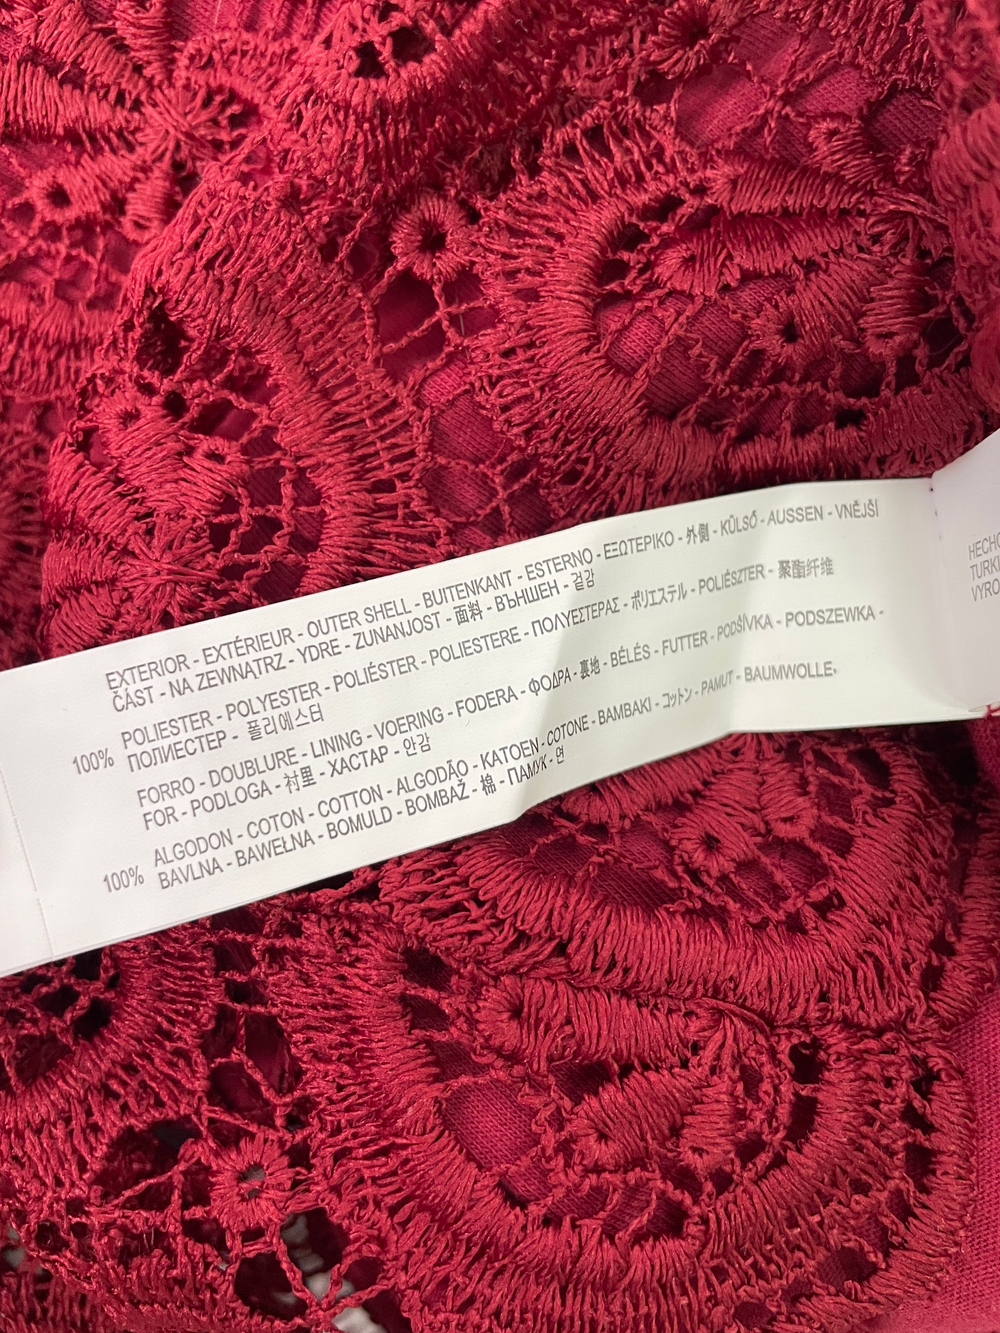 EXTERIOR - EXTÉRIEUR - OUTER SHELL - BUITENKANT - ESTERNO - ΕΞΩΤΕΡΙΚΟ - 外側 - KÜLSŐ - AUSSEN - VNĚJŠÍ
ČÁST - NA ZEWNĄTRZ - YDRE - ZUNANJOST - 面料 - ВЪНШЕН - 겉감
100% POLIESTER - POLYESTER - POLIÉSTER - POLIESTERE - ΠΟΛΥΕΣΤΕΡΑΣ - ポリエステル - POLIÉSZTER - 聚酯纤维
ПОЛИЕСТЕР - 폴리에스터
FORRO - DOUBLURE - LINING - VOERING - FODERA - ΦΟΔΡΑ - 裏地 - BÉLÉS - FUTTER - PODŠÍVKA - PODSZEWKA -
FOR - PODLOGA - 衬里 - ХАСТАР - 안감
100% ALGODON - COTON - COTTON - ALGODÃO - KATOEN - COTONE - BAMBAKI - コットン - PAMUT - BAUMWOLLE,
BAVLNA - BAWEŁNA - BOMULD - BOMBAŽ - 棉 - ПАМУК - 면
HECHO
TURKI
VYRO